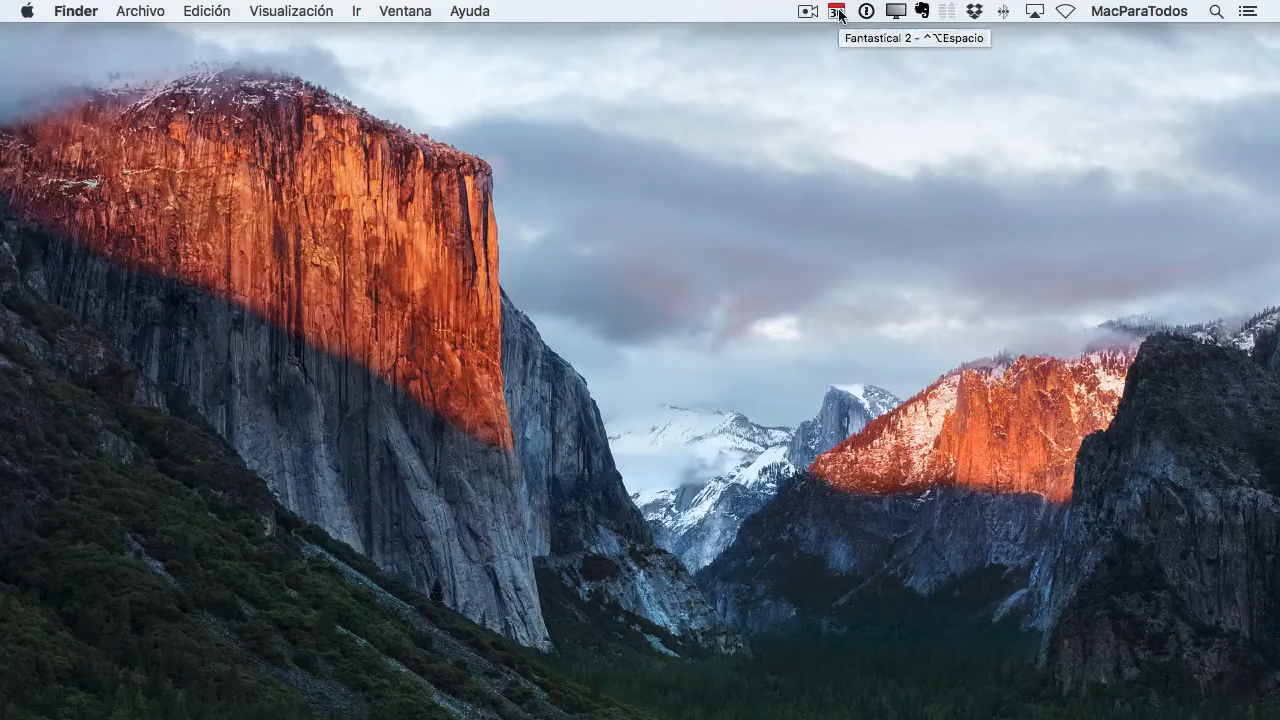 Finder Archivo Edición Visualización Ir Ventana Ayuda MacParaTodos
Fantastical 2 - ^⌥Espacio